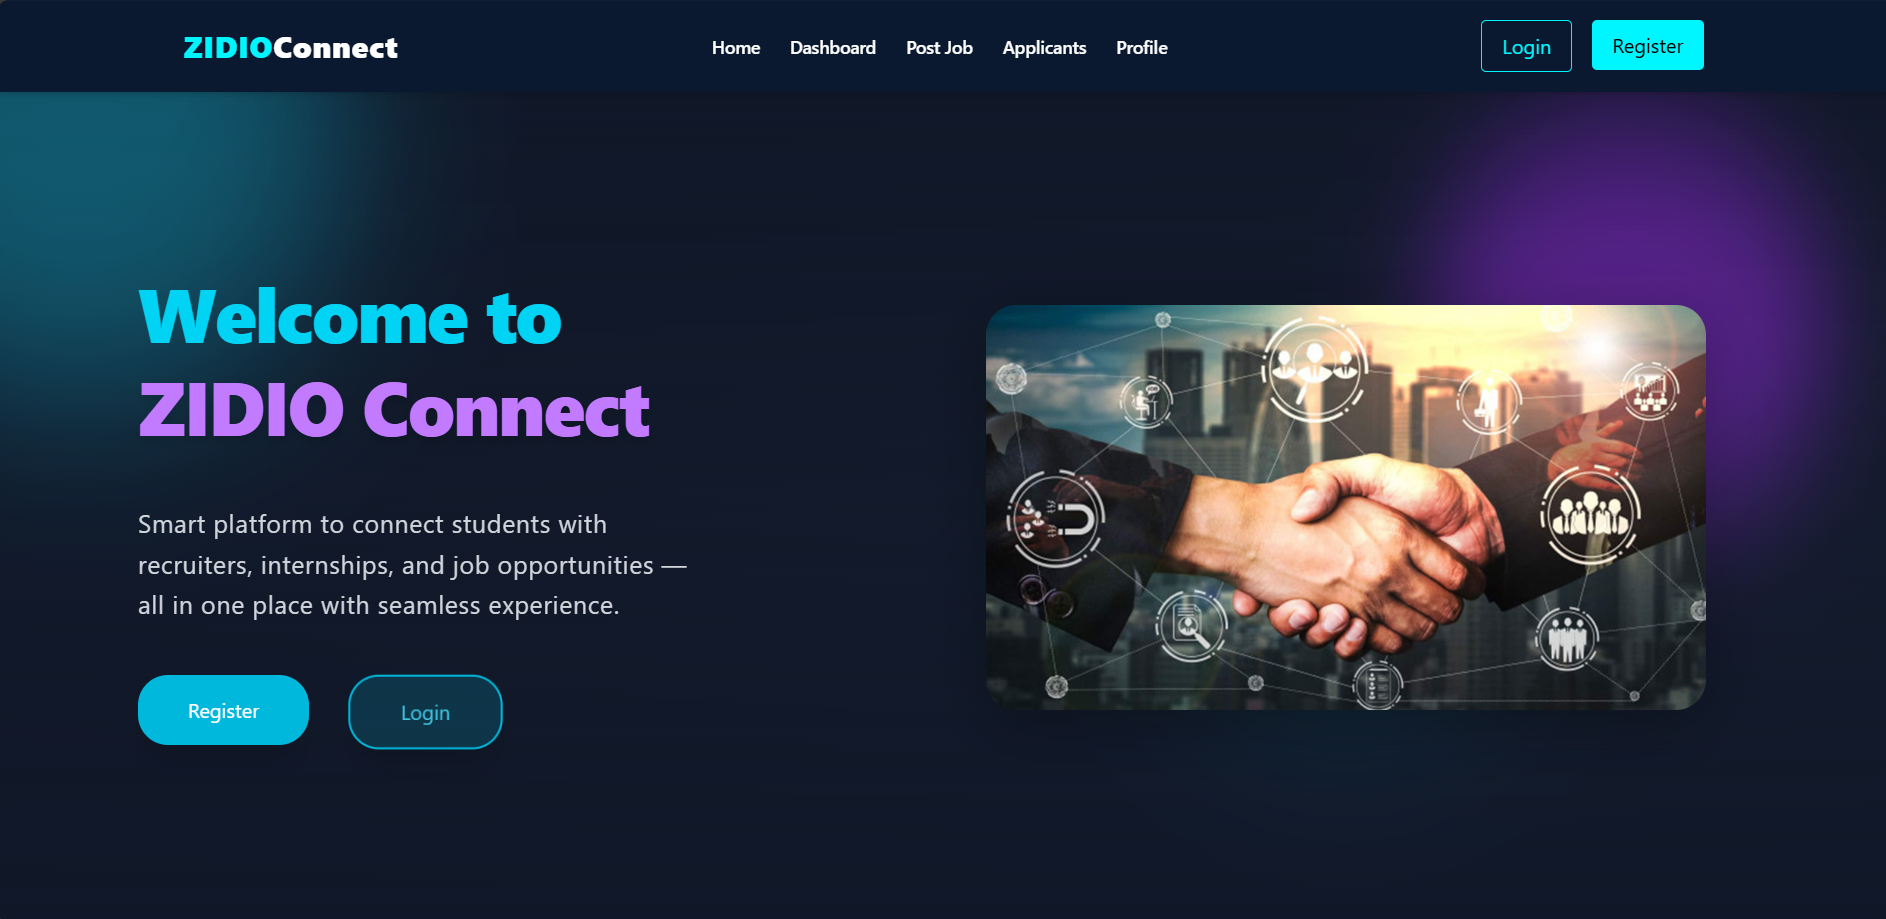 ZIDIOConnect
Home Dashboard Post Job Applicants Profile
Login Register
Welcome to
ZIDIO Connect
Smart platform to connect students with
recruiters, internships, and job opportunities —
all in one place with seamless experience.
Register Login